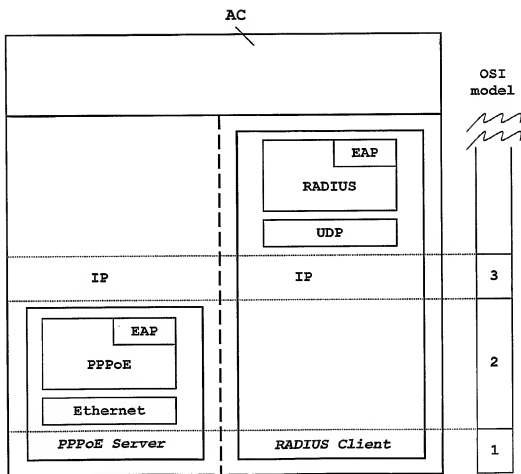 AC
OSI
model
EAP
RADIUS
UDP
IP
IP
3
EAP
PPPoE
2
Ethernet
PPPoE Server
RADIUS Client
1